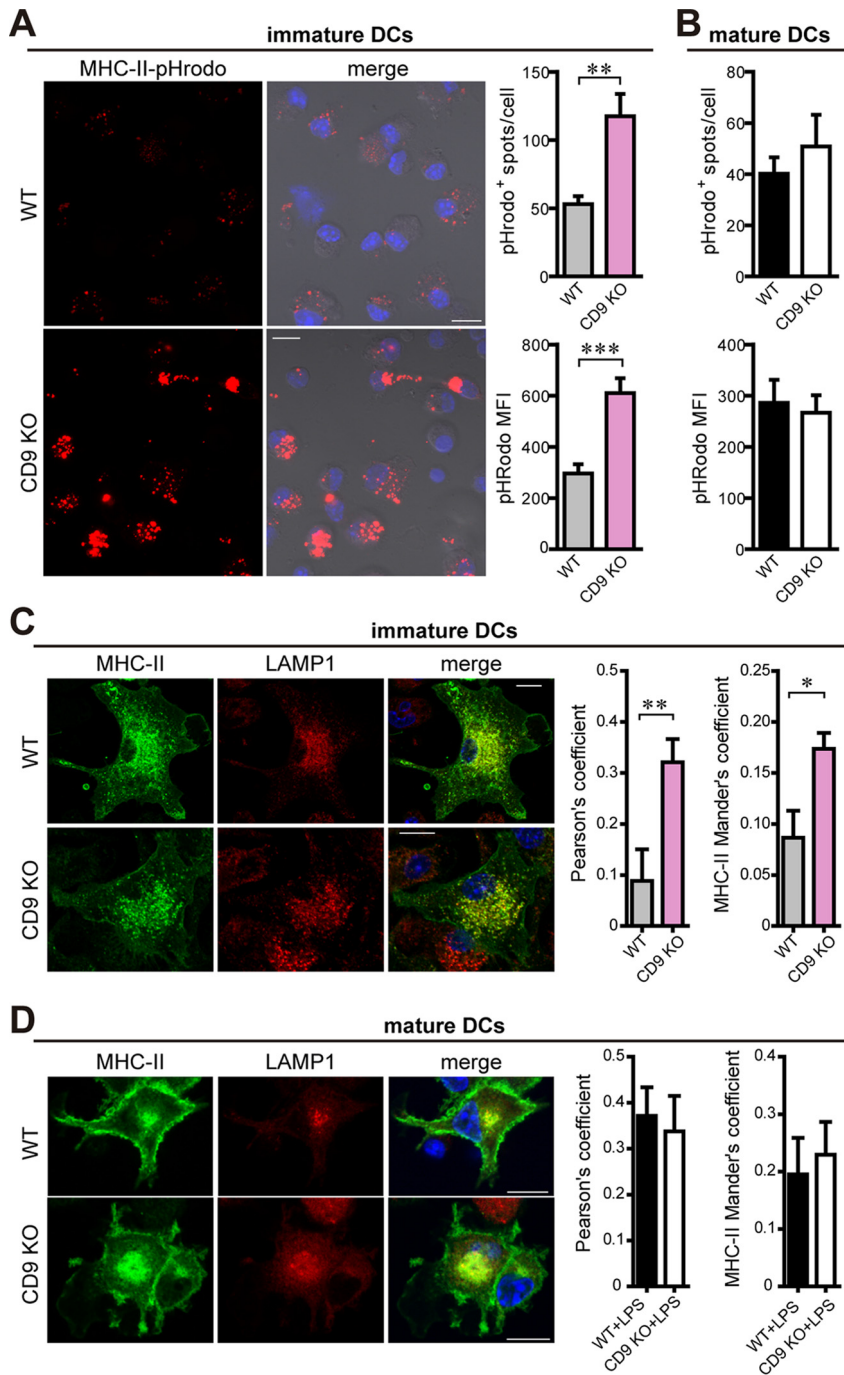 A
immature DCs
MHC-II-pHrodo
merge
WT
CD9 KO
pHrodo+ spots/cell
150
100
50
0
**
WT
CD9 KO
pHRodo MFI
800
600
400
200
0
***
WT
CD9 KO
B
mature DCs
pHrodo+ spots/cell
80
60
40
20
0
WT
CD9 KO
pHRodo MFI
400
300
200
100
0
WT
CD9 KO
C
immature DCs
MHC-II
LAMP1
merge
WT
CD9 KO
Pearson's coefficient
0.5
0.4
0.3
0.2
0.1
0
**
WT
CD9 KO
MHC-II Mander's coefficient
0.25
0.20
0.15
0.10
0.05
0
*
WT
CD9 KO
D
mature DCs
MHC-II
LAMP1
merge
WT
CD9 KO
Pearson's coefficient
0.5
0.4
0.3
0.2
0.1
0
WT+LPS
CD9 KO+LPS
MHC-II Mander's coefficient
0.4
0.3
0.2
0.1
0
WT+LPS
CD9 KO+LPS